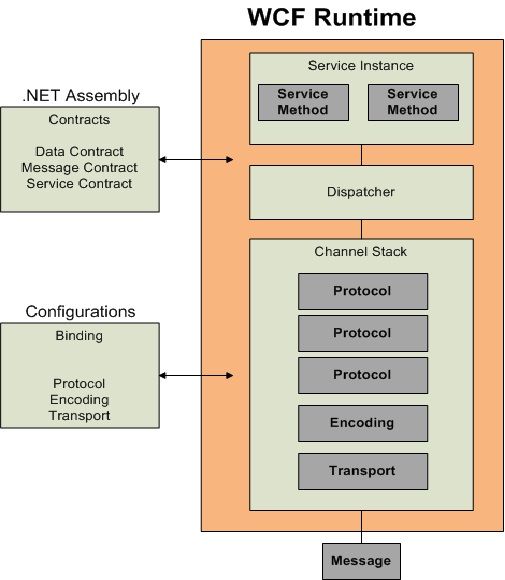 WCF Runtime
Service Instance
Service
Method
Service
Method
.NET Assembly
Contracts
Data Contract
Message Contract
Service Contract
Dispatcher
Channel Stack
Protocol
Protocol
Protocol
Encoding
Transport
Configurations
Binding
Protocol
Encoding
Transport
Message